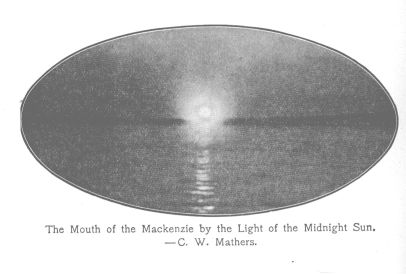 The Mouth of the Mackenzie by the Light of the Midnight Sun.
—C. W. Mathers.